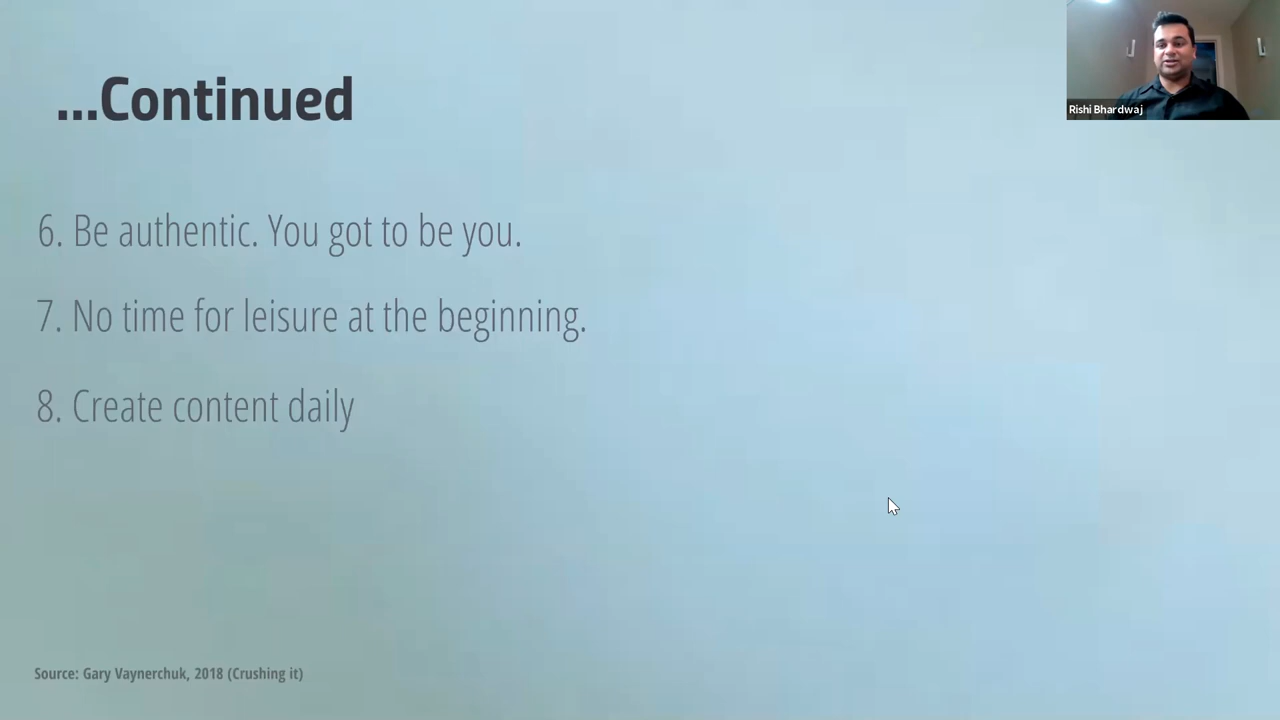 ...Continued
Rishi Bhardwaj
6. Be authentic. You got to be you.
7. No time for leisure at the beginning.
8. Create content daily
Source: Gary Vaynerchuk, 2018 (Crushing it)